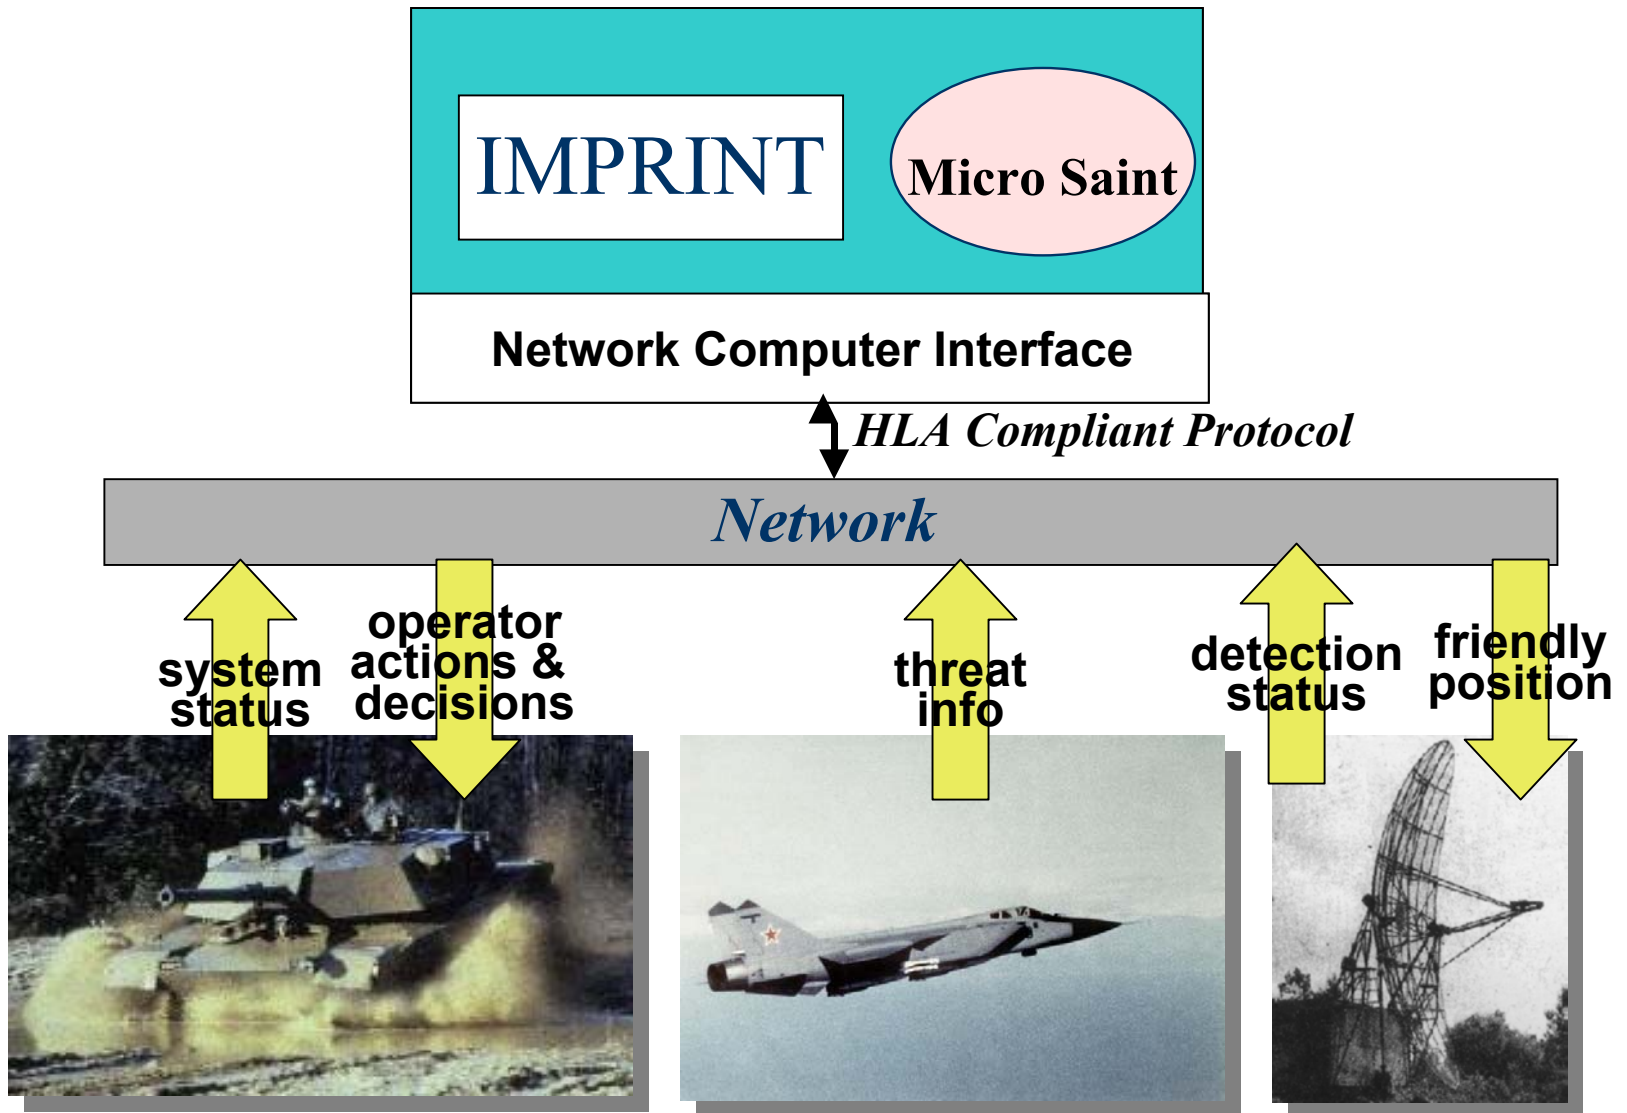 IMPRINT
Micro Saint
Network Computer Interface
HLA Compliant Protocol
Network
system
status
operator
actions &
decisions
threat
info
detection
status
friendly
position